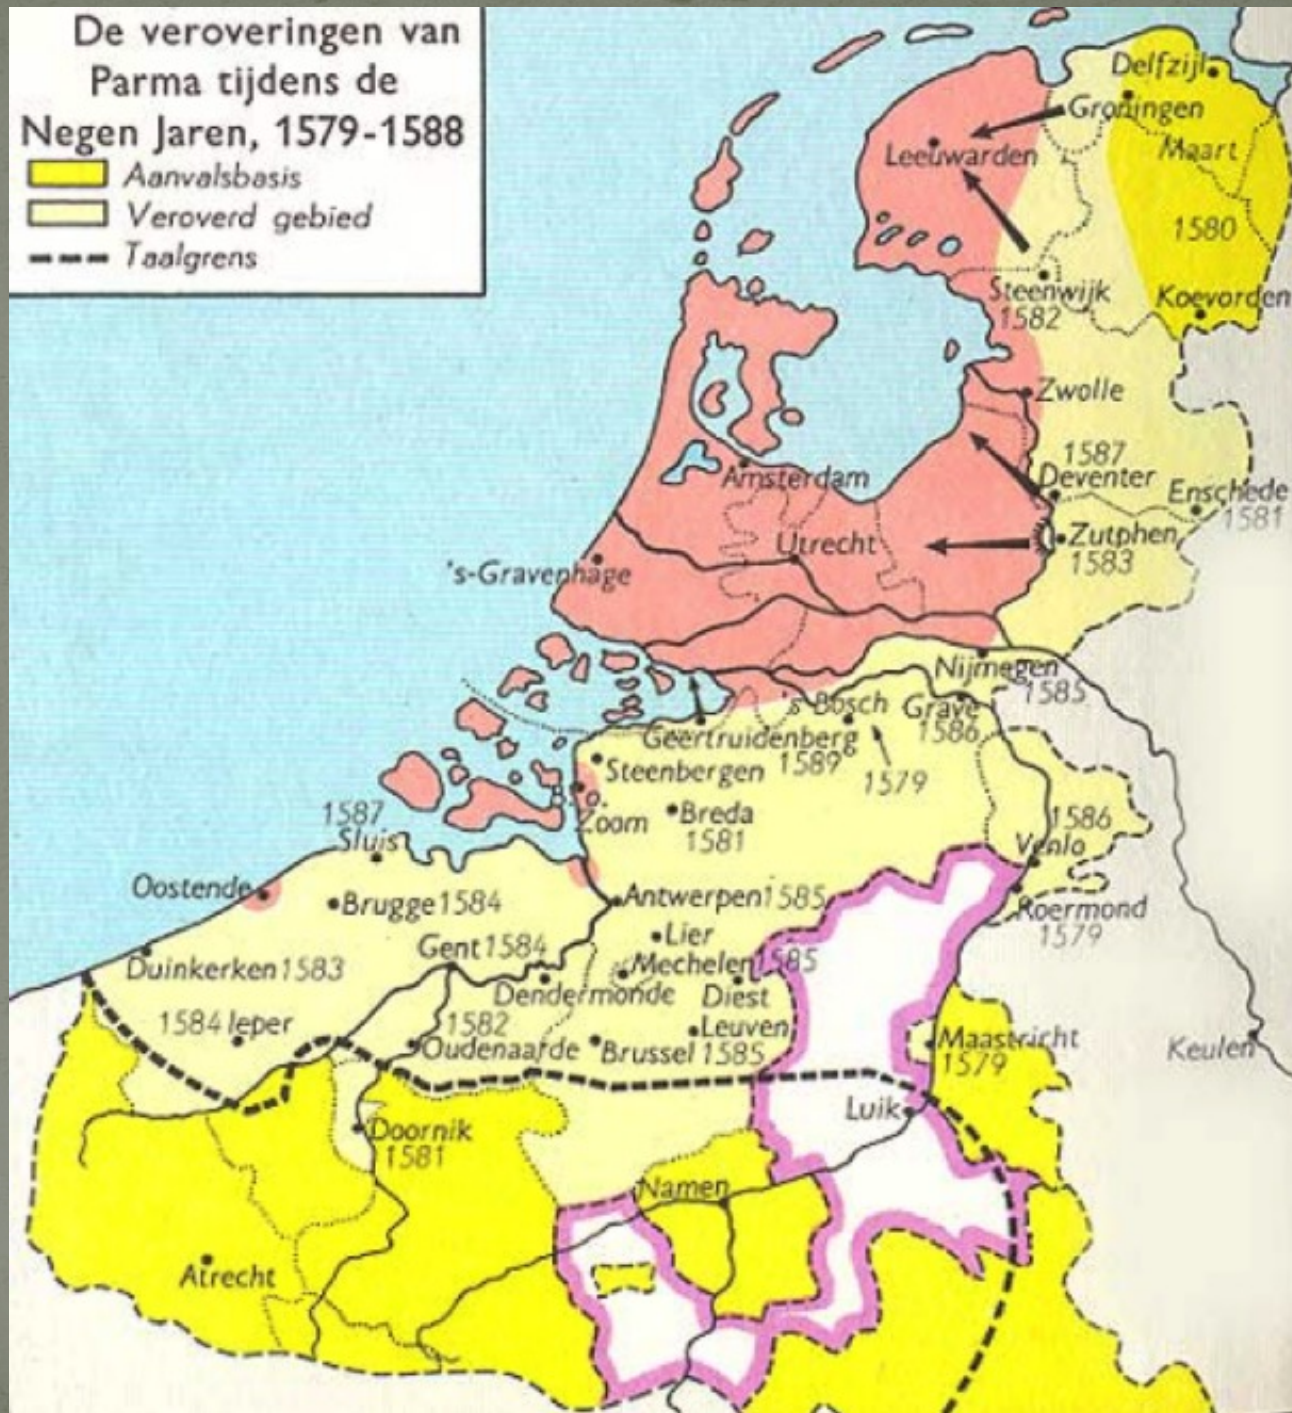 De veroveringen van
Parma tijdens de
Negen Jaren, 1579-1588
Aanvalsbasis
Veroverd gebied
Taalgrens
Delfzijl
Groningen
Leeuwarden
Maart
1580
Steenwijk
1582
Koevorden
Zwolle
1587
Deventer
Enschede
1581
Amsterdam
Zutphen
1583
Utrecht
's-Gravenhage
Nijmegen
1585
's-Bosch
Grave
1586
Geertruidenberg
1589
1579
Steenbergen
B.o.
Zoom
Breda
1581
1587
Sluis
1586
Venlo
Oostende
Brugge 1584
Antwerpen 1585
Roermond
1579
Lier
Gent 1584
Mechelen 1585
Duinkerken 1583
Dendermonde
Diest
1584 Ieper
1582
Oudenaarde
Leuven
Brussel 1585
Maastricht
1579
Keulen
Luik
Doornik
1581
Namen
Atrecht